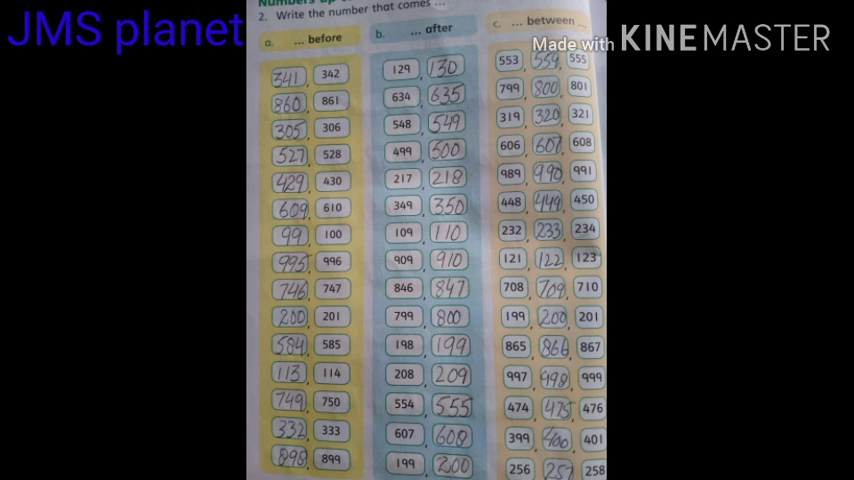 JMS planet
Numbers up
2. Write the number that comes ...
a. ... before
341, 342
860, 861
305, 306
527, 528
429, 430
609, 610
99, 100
995, 996
746, 747
200, 201
584, 585
113, 114
749, 750
332, 333
898, 899
b. ... after
129, 130
634, 635
548, 549
499, 500
217, 218
349, 350
109, 110
909, 910
846, 847
799, 800
198, 199
208, 209
554, 555
607, 608
199, 200
c. ... between ...
553, 554, 555
799, 800, 801
319, 320, 321
606, 607, 608
989, 990, 991
448, 449, 450
232, 233, 234
121, 122, 123
708, 709, 710
199, 200, 201
865, 866, 867
997, 998, 999
474, 475, 476
399, 400, 401
256, 257, 258
Made with KINEMASTER